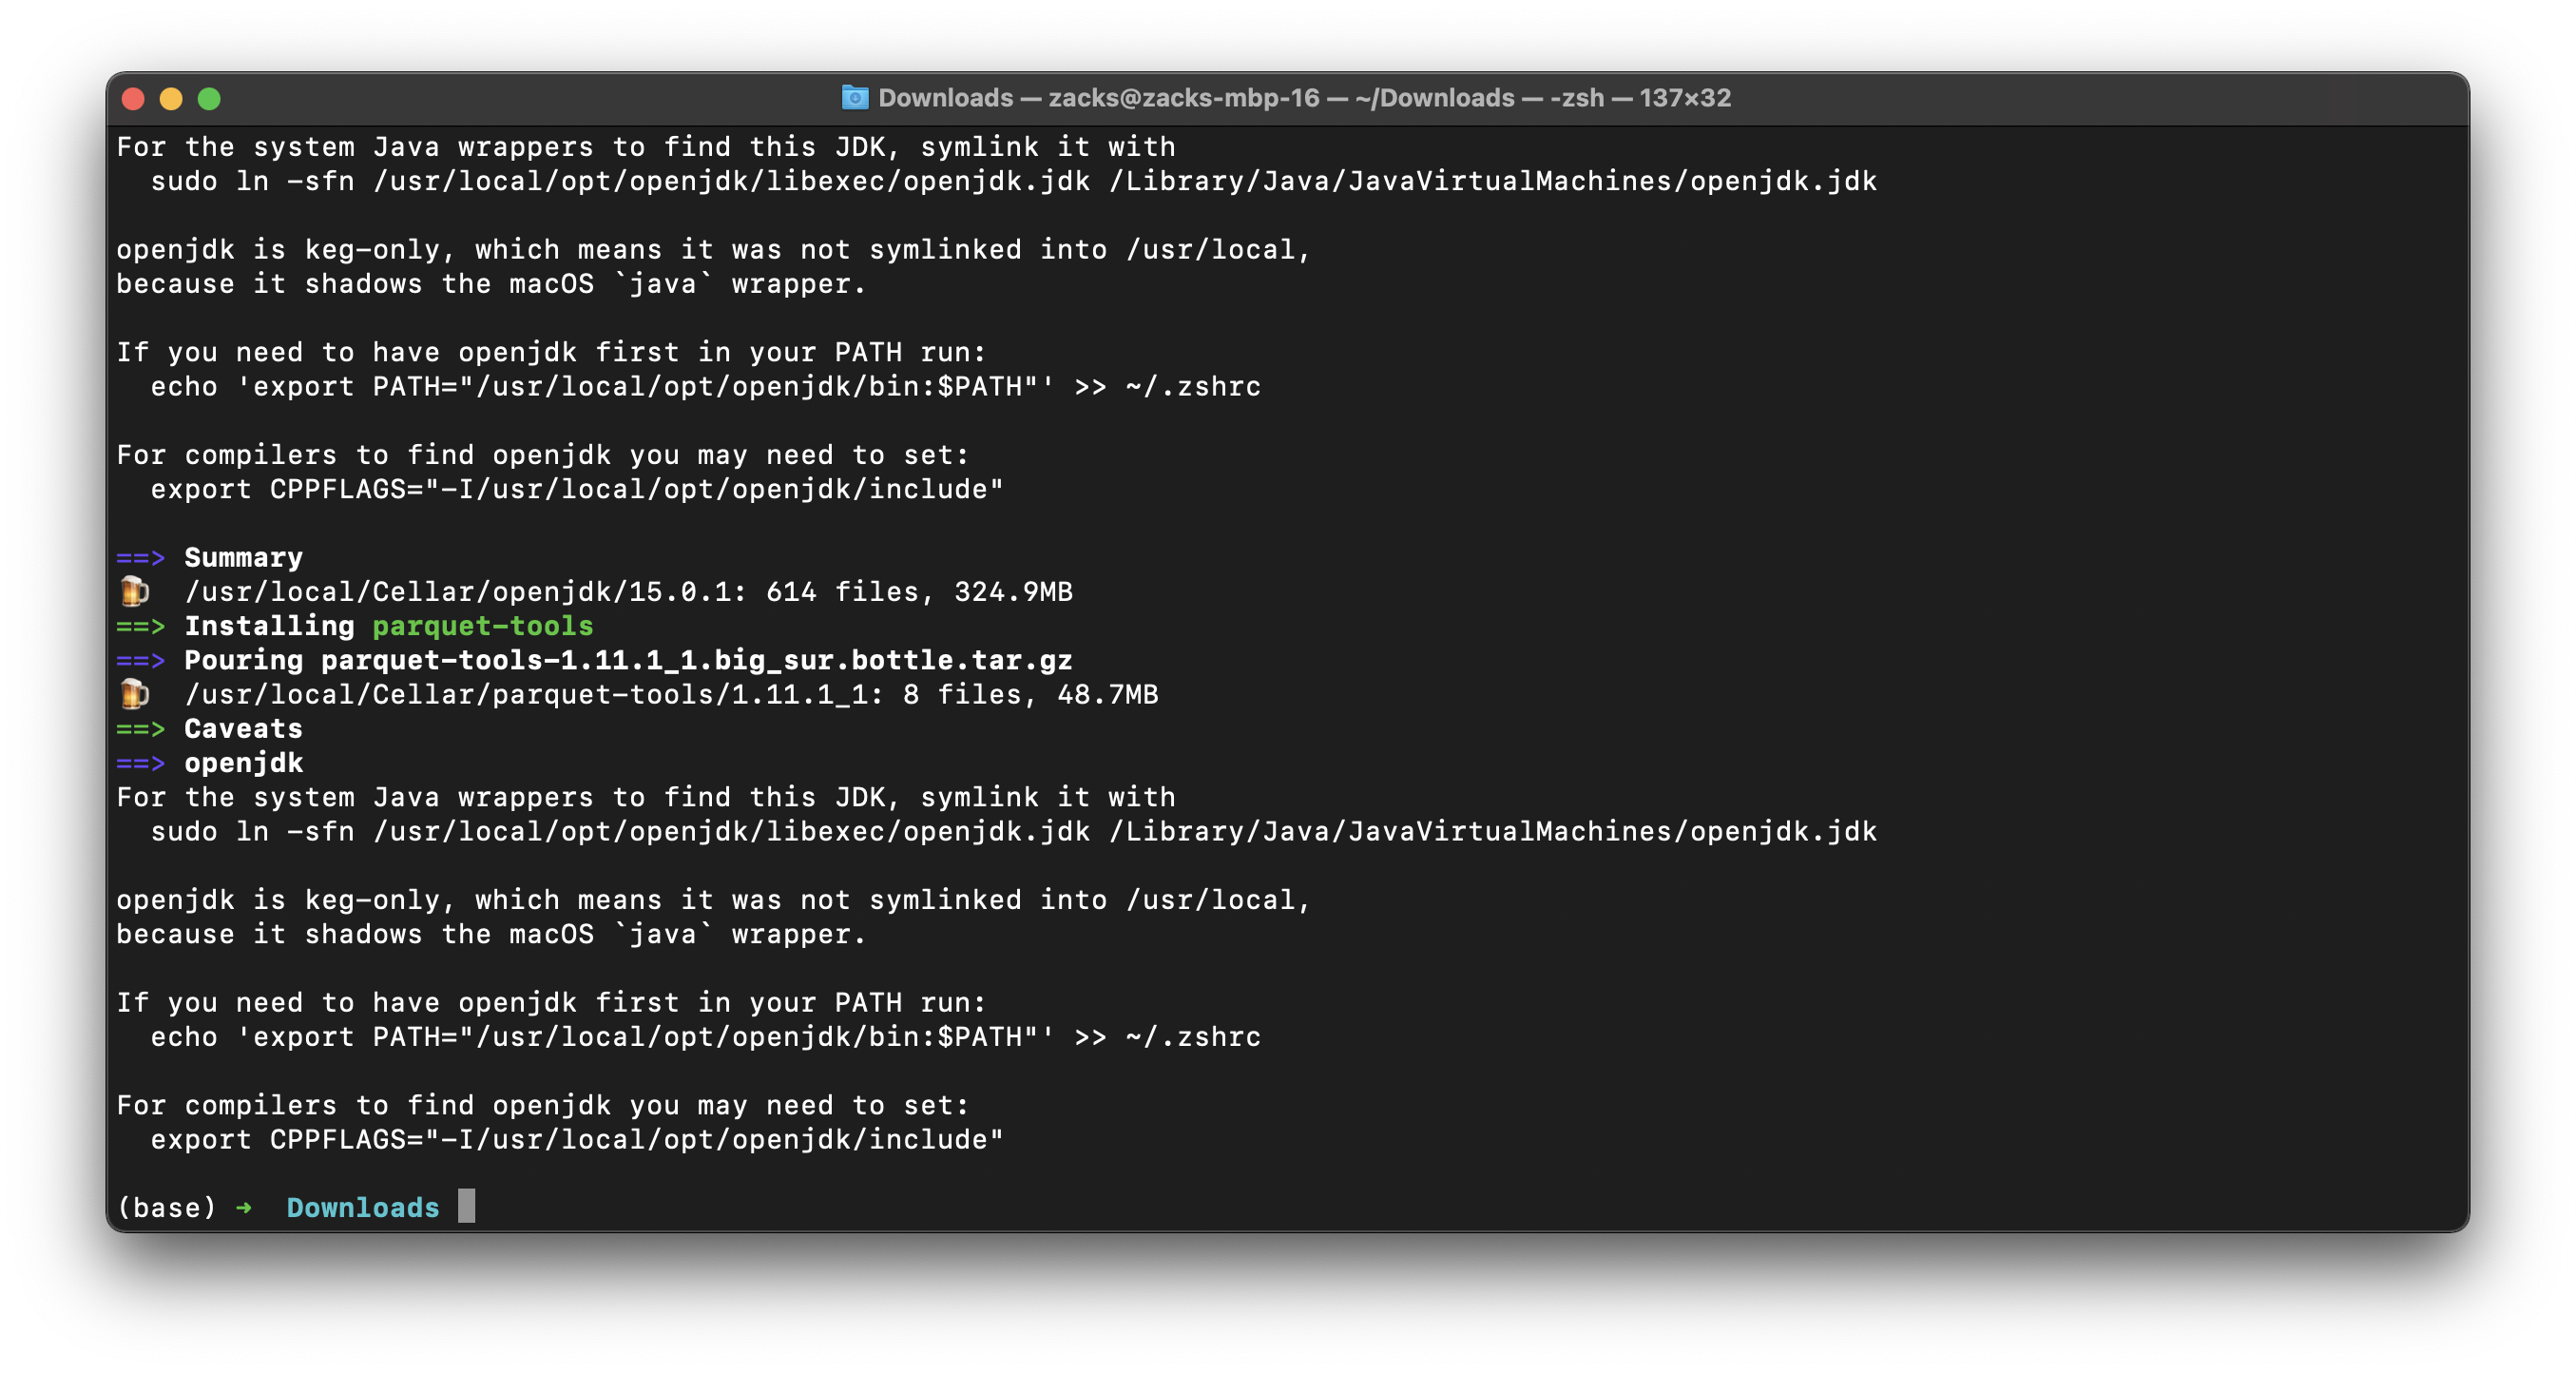 Downloads — zacks@zacks-mbp-16 — ~/Downloads — -zsh — 137×32
For the system Java wrappers to find this JDK, symlink it with
  sudo ln -sfn /usr/local/opt/openjdk/libexec/openjdk.jdk /Library/Java/JavaVirtualMachines/openjdk.jdk
openjdk is keg-only, which means it was not symlinked into /usr/local,
because it shadows the macOS `java` wrapper.
If you need to have openjdk first in your PATH run:
  echo 'export PATH="/usr/local/opt/openjdk/bin:$PATH"' >> ~/.zshrc
For compilers to find openjdk you may need to set:
  export CPPFLAGS="-I/usr/local/opt/openjdk/include"
==> Summary
🍺  /usr/local/Cellar/openjdk/15.0.1: 614 files, 324.9MB
==> Installing parquet-tools
==> Pouring parquet-tools-1.11.1_1.big_sur.bottle.tar.gz
🍺  /usr/local/Cellar/parquet-tools/1.11.1_1: 8 files, 48.7MB
==> Caveats
==> openjdk
For the system Java wrappers to find this JDK, symlink it with
  sudo ln -sfn /usr/local/opt/openjdk/libexec/openjdk.jdk /Library/Java/JavaVirtualMachines/openjdk.jdk
openjdk is keg-only, which means it was not symlinked into /usr/local,
because it shadows the macOS `java` wrapper.
If you need to have openjdk first in your PATH run:
  echo 'export PATH="/usr/local/opt/openjdk/bin:$PATH"' >> ~/.zshrc
For compilers to find openjdk you may need to set:
  export CPPFLAGS="-I/usr/local/opt/openjdk/include"
(base) ➜  Downloads